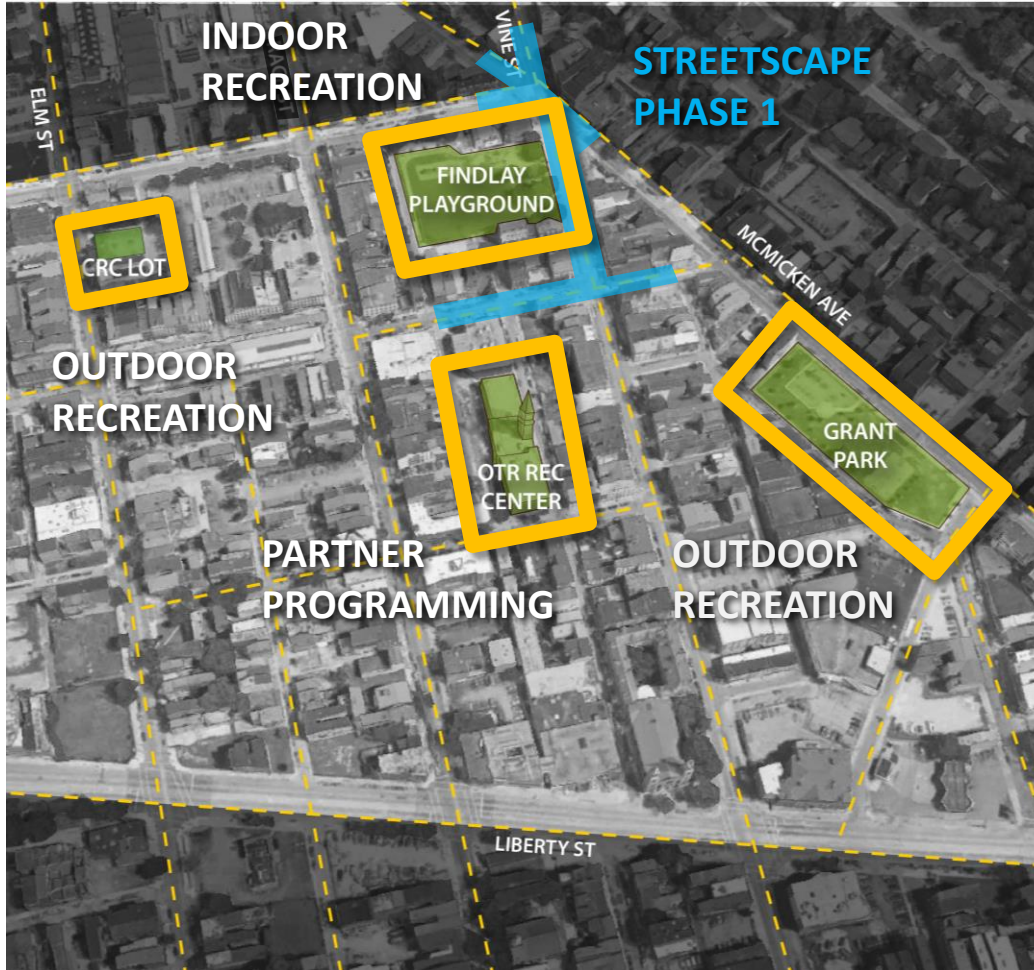 INDOOR
RECREATION
VINE ST
STREETSCAPE
PHASE 1
ELM ST
FINDLAY
PLAYGROUND
CRC LOT
MCMICKEN AVE
OUTDOOR
RECREATION
GRANT
PARK
OTR REC
CENTER
PARTNER
PROGRAMMING
OUTDOOR
RECREATION
LIBERTY ST